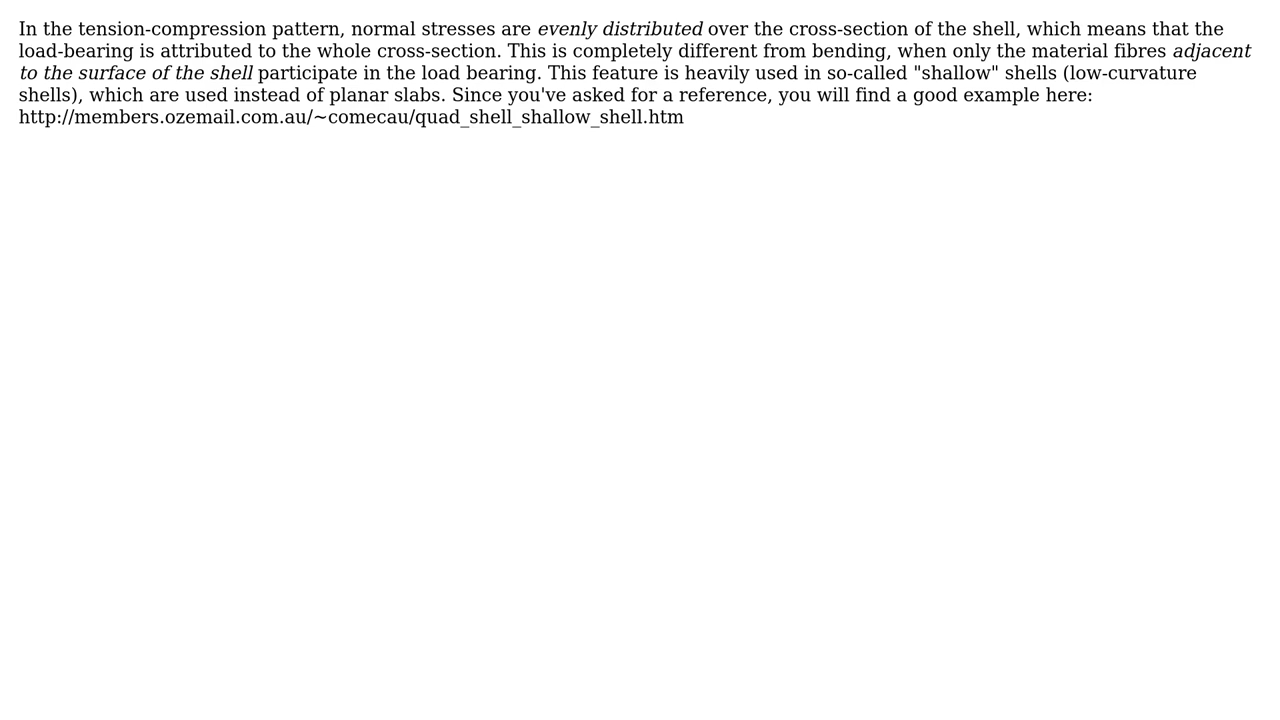 In the tension-compression pattern, normal stresses are evenly distributed over the cross-section of the shell, which means that the
load-bearing is attributed to the whole cross-section. This is completely different from bending, when only the material fibres adjacent
to the surface of the shell participate in the load bearing. This feature is heavily used in so-called "shallow" shells (low-curvature
shells), which are used instead of planar slabs. Since you've asked for a reference, you will find a good example here:
http://members.ozemail.com.au/~comecau/quad_shell_shallow_shell.htm